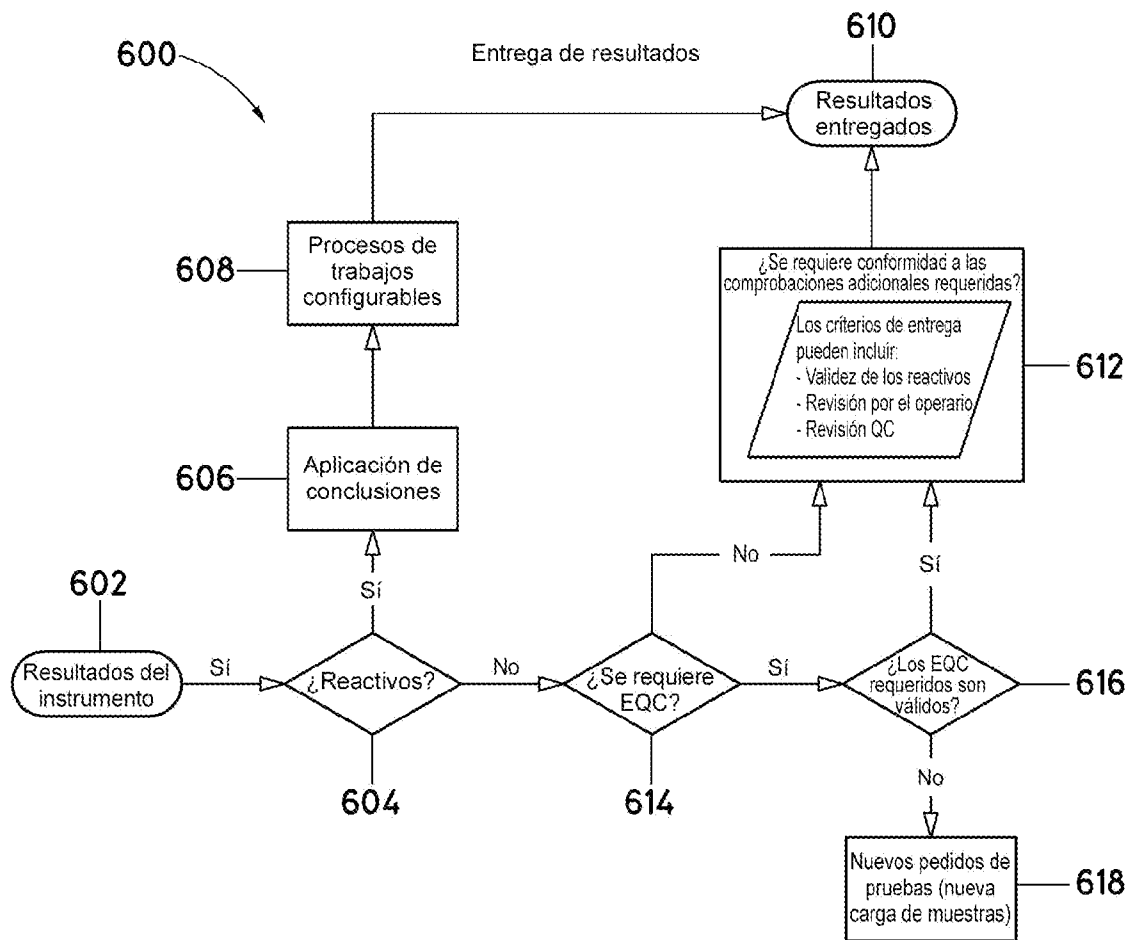 600
Entrega de resultados
610
Resultados
entregados
608
Procesos de
trabajos
configurables
¿Se requiere conformidad a las
comprobaciones adicionales requeridas?
Los criterios de entrega
pueden incluir:
- Validez de los reactivos
- Revisión por el operario
- Revisión QC
612
606
Aplicación de
conclusiones
No
Sí
Sí
602
Resultados del
instrumento
Sí
¿Reactivos?
No
¿Se requiere
EQC?
Sí
¿Los EQC
requeridos son
válidos?
616
604
614
No
Nuevos pedidos de
pruebas (nueva
carga de muestras)
618